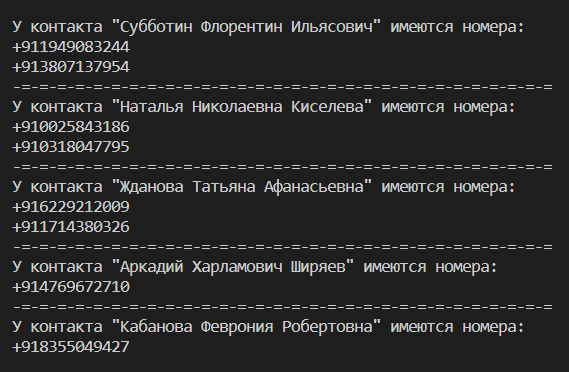 У контакта "Субботин Флорентин Ильясович" имеются номера:
+911949083244
+913807137954
-=-=-=-=-=-=-=-=-=-=-=-=-=-=-=-=-=-=-=-=-=-=-=-=-=-=-=-=-=-=
У контакта "Наталья Николаевна Киселева" имеются номера:
+910025843186
+910318047795
-=-=-=-=-=-=-=-=-=-=-=-=-=-=-=-=-=-=-=-=-=-=-=-=-=-=-=-=-=-=
У контакта "Жданова Татьяна Афанасьевна" имеются номера:
+916229212009
+911714380326
-=-=-=-=-=-=-=-=-=-=-=-=-=-=-=-=-=-=-=-=-=-=-=-=-=-=-=-=-=-=
У контакта "Аркадий Харламович Ширяев" имеются номера:
+914769672710
-=-=-=-=-=-=-=-=-=-=-=-=-=-=-=-=-=-=-=-=-=-=-=-=-=-=-=-=-=-=
У контакта "Кабанова Феврония Робертовна" имеются номера:
+918355049427